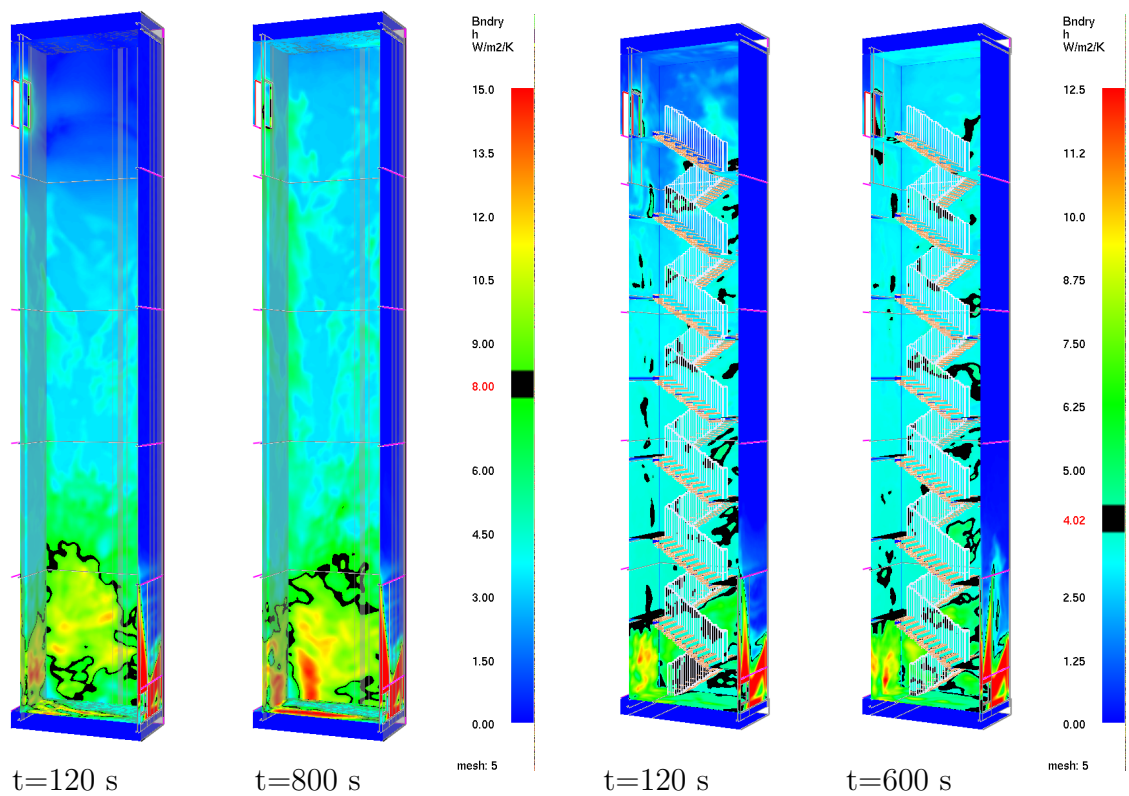 Bndry
h
W/m2/K
15.0
13.5
12.0
10.5
9.00
8.00
6.00
4.50
3.00
1.50
0.00
mesh: 5
Bndry
h
W/m2/K
12.5
11.2
10.0
8.75
7.50
6.25
5.00
4.02
2.50
1.25
0.00
mesh: 5
t=120 s
t=800 s
t=120 s
t=600 s